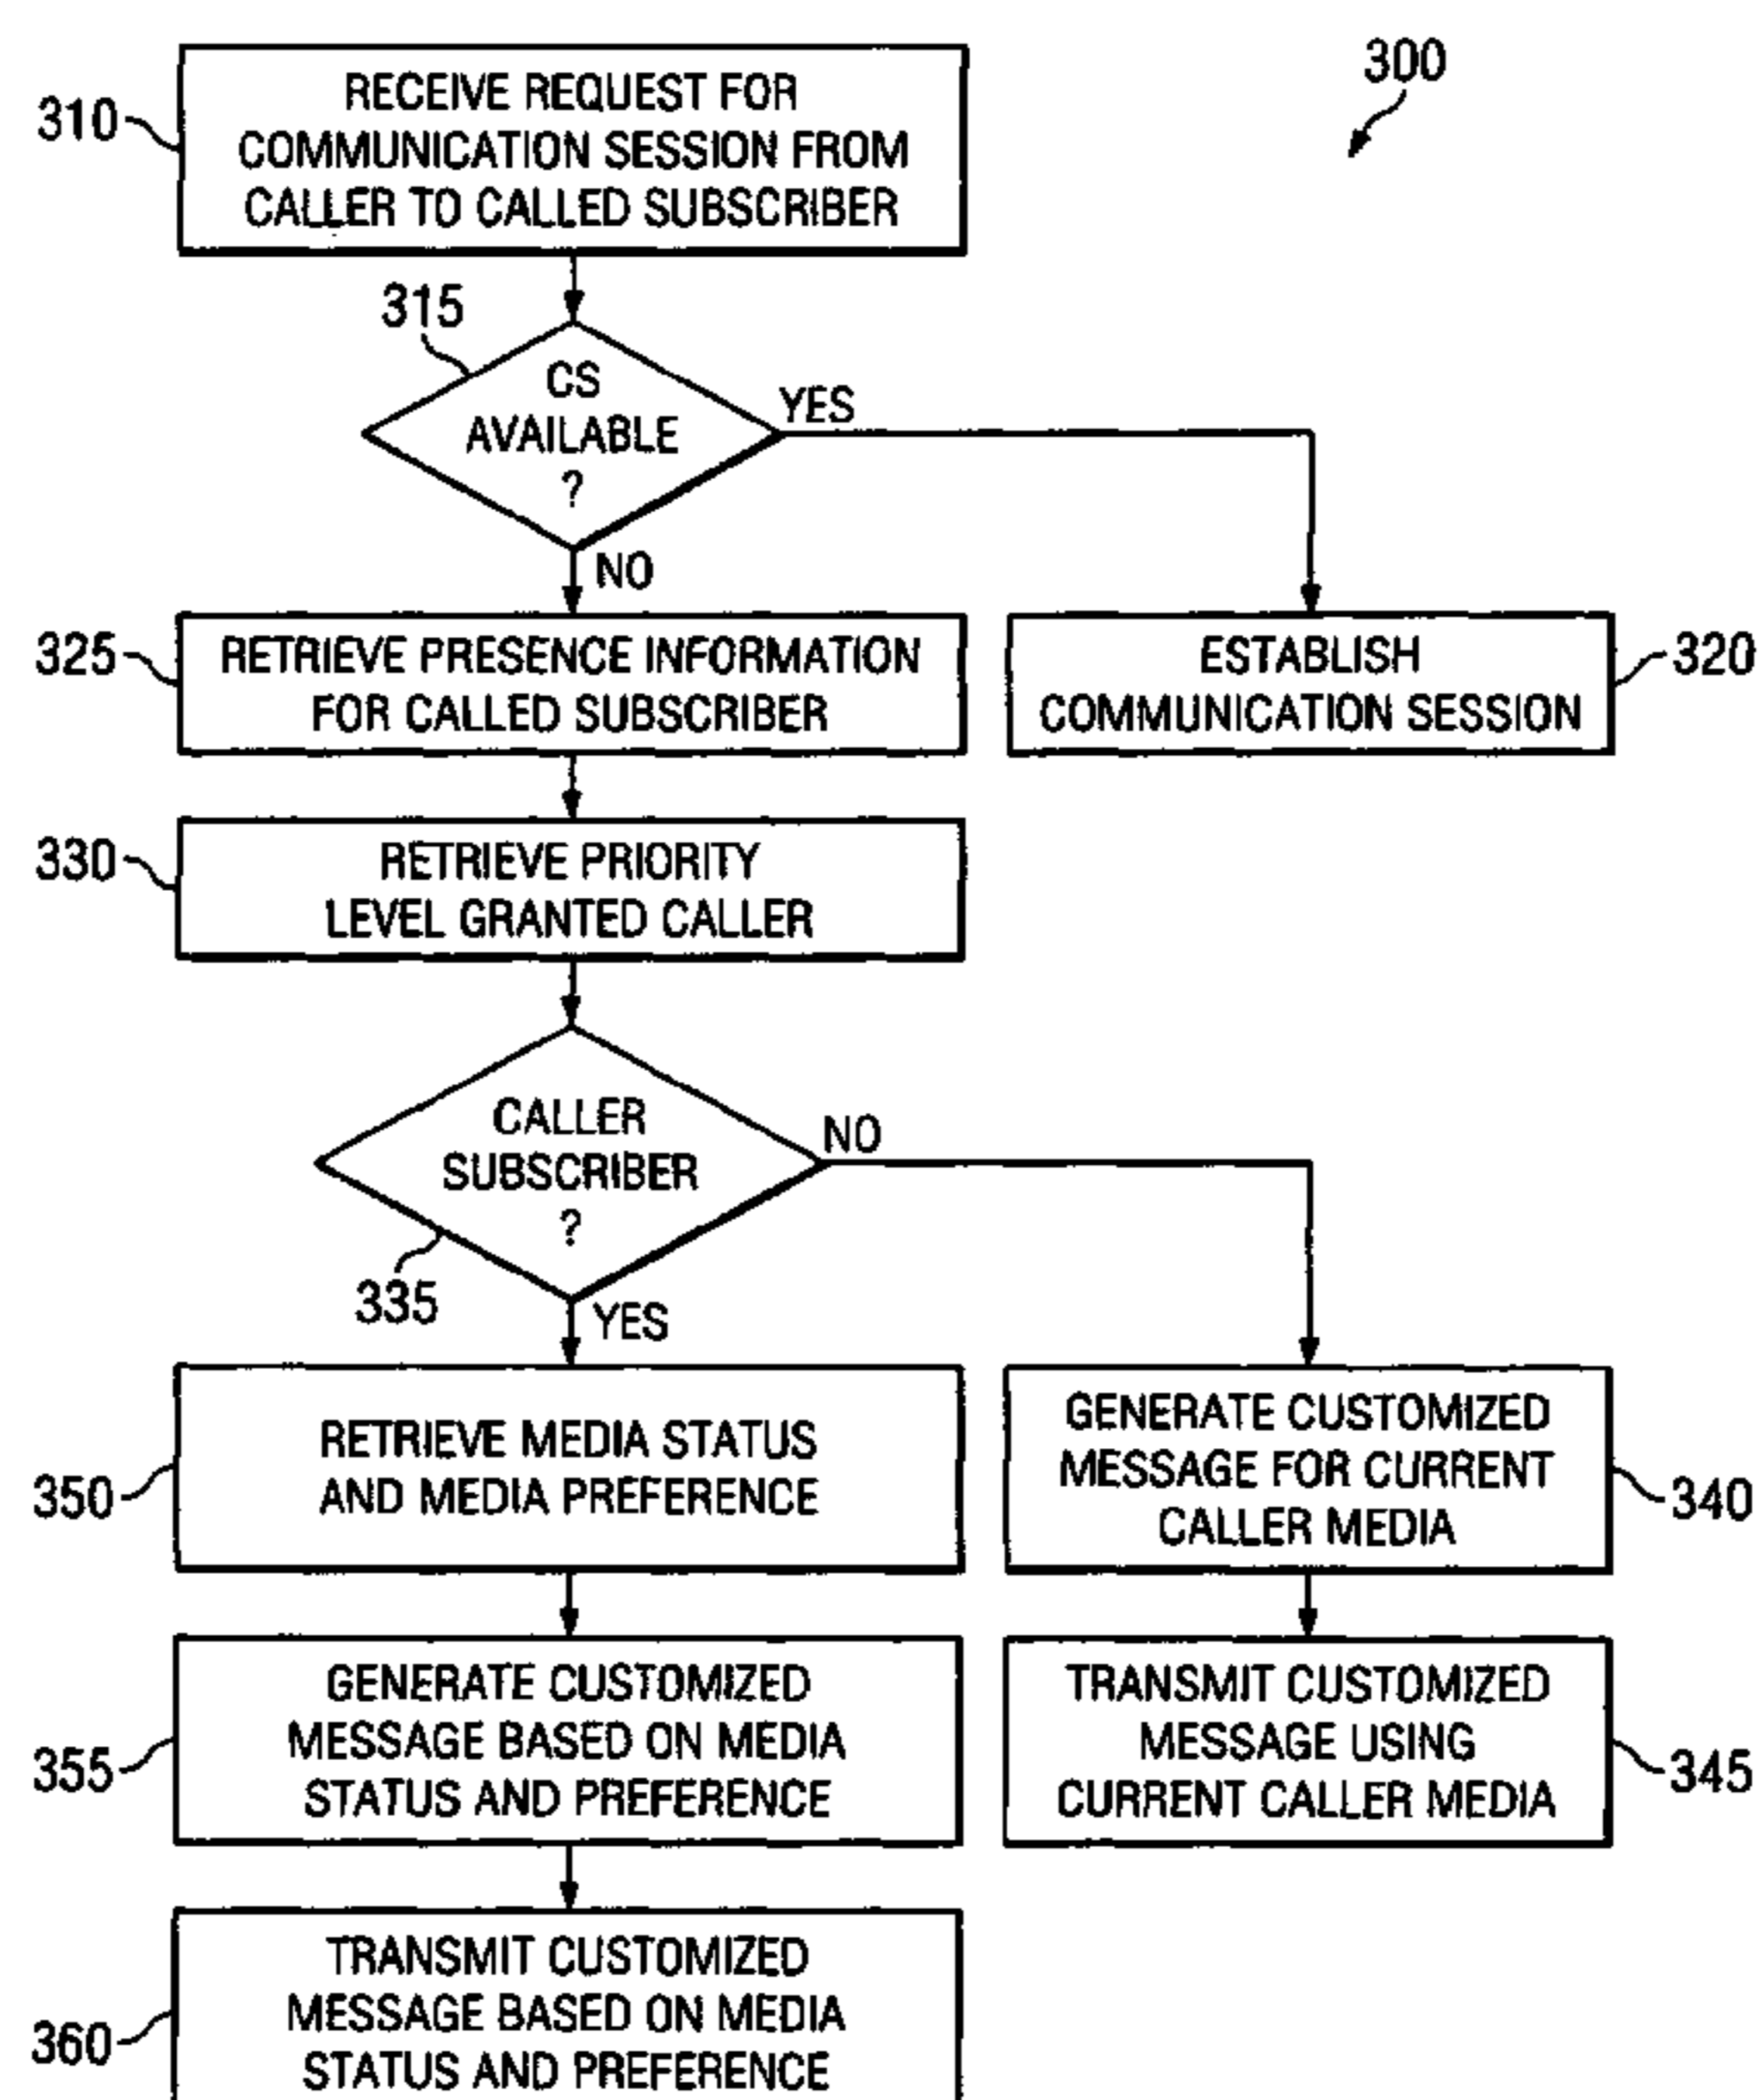 300
310
RECEIVE REQUEST FOR
COMMUNICATION SESSION FROM
CALLER TO CALLED SUBSCRIBER
315
CS
AVAILABLE
?
YES
NO
325
RETRIEVE PRESENCE INFORMATION
FOR CALLED SUBSCRIBER
ESTABLISH
COMMUNICATION SESSION
320
330
RETRIEVE PRIORITY
LEVEL GRANTED CALLER
CALLER
SUBSCRIBER
?
NO
335
YES
350
RETRIEVE MEDIA STATUS
AND MEDIA PREFERENCE
GENERATE CUSTOMIZED
MESSAGE FOR CURRENT
CALLER MEDIA
340
355
GENERATE CUSTOMIZED
MESSAGE BASED ON MEDIA
STATUS AND PREFERENCE
TRANSMIT CUSTOMIZED
MESSAGE USING
CURRENT CALLER MEDIA
345
360
TRANSMIT CUSTOMIZED
MESSAGE BASED ON MEDIA
STATUS AND PREFERENCE